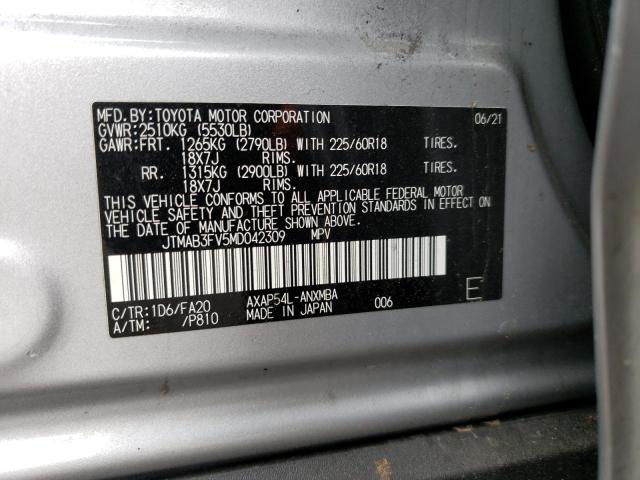 MFD. BY:TOYOTA MOTOR CORPORATION 06/21
GVWR:2510KG (5530LB)
GAWR:FRT. 1265KG (2790LB) WITH 225/60R18 TIRES.
18X7J RIMS.
RR. 1315KG (2900LB) WITH 225/60R18 TIRES.
18X7J RIMS.
THIS VEHICLE CONFORMS TO ALL APPLICABLE FEDERAL MOTOR
VEHICLE SAFETY AND THEFT PREVENTION STANDARDS IN EFFECT ON
THE DATE OF MANUFACTURE SHOWN ABOVE.
JTMAB3FV5MD042309 MPV
C/TR:1D6/FA20 AXAP54L-ANXMBA 006 E
A/TM: /P810 MADE IN JAPAN